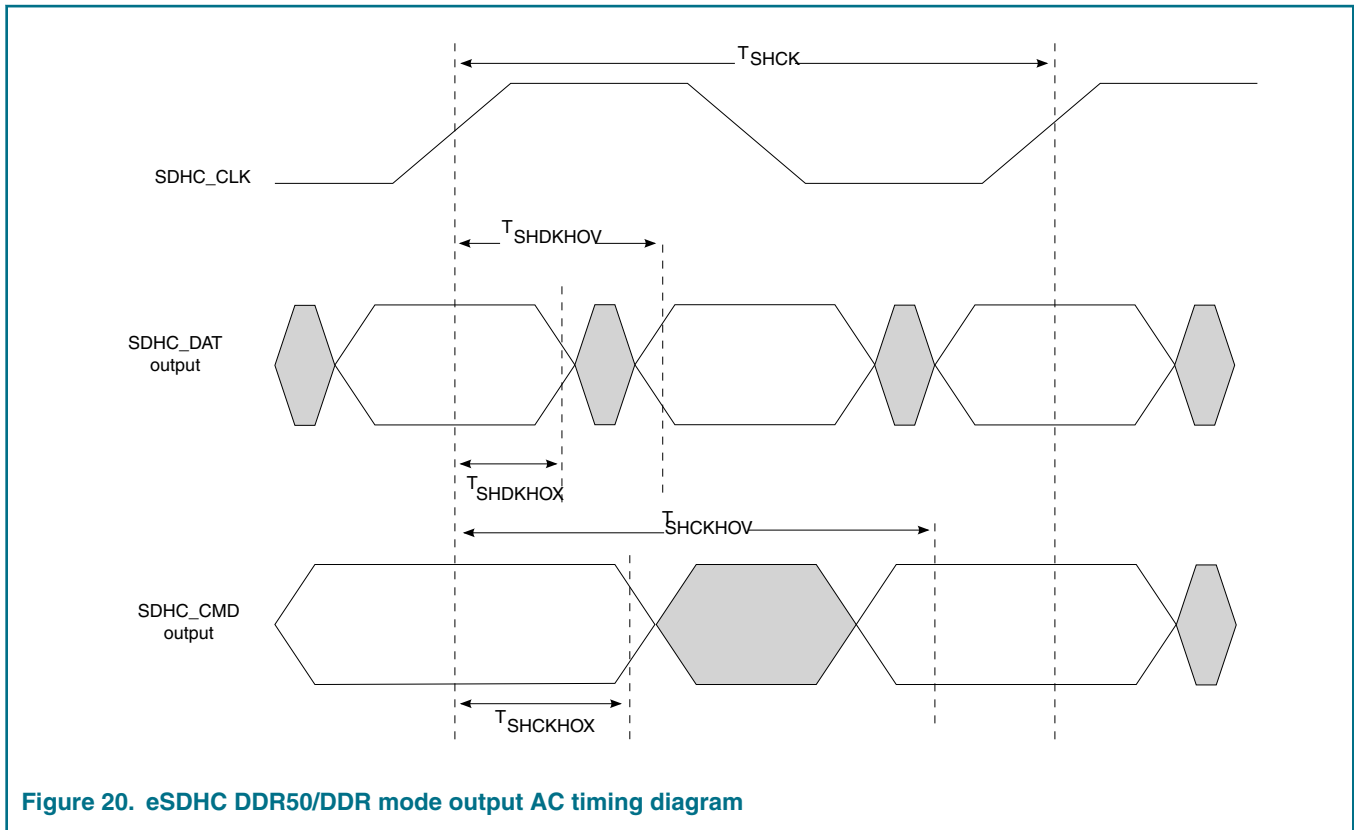 TSHCK
SDHC_CLK
TSHDKHOV
SDHC_DAT
output
TSHDKHOX
TSHCKHOV
SDHC_CMD
output
TSHCKHOX
Figure 20. eSDHC DDR50/DDR mode output AC timing diagram